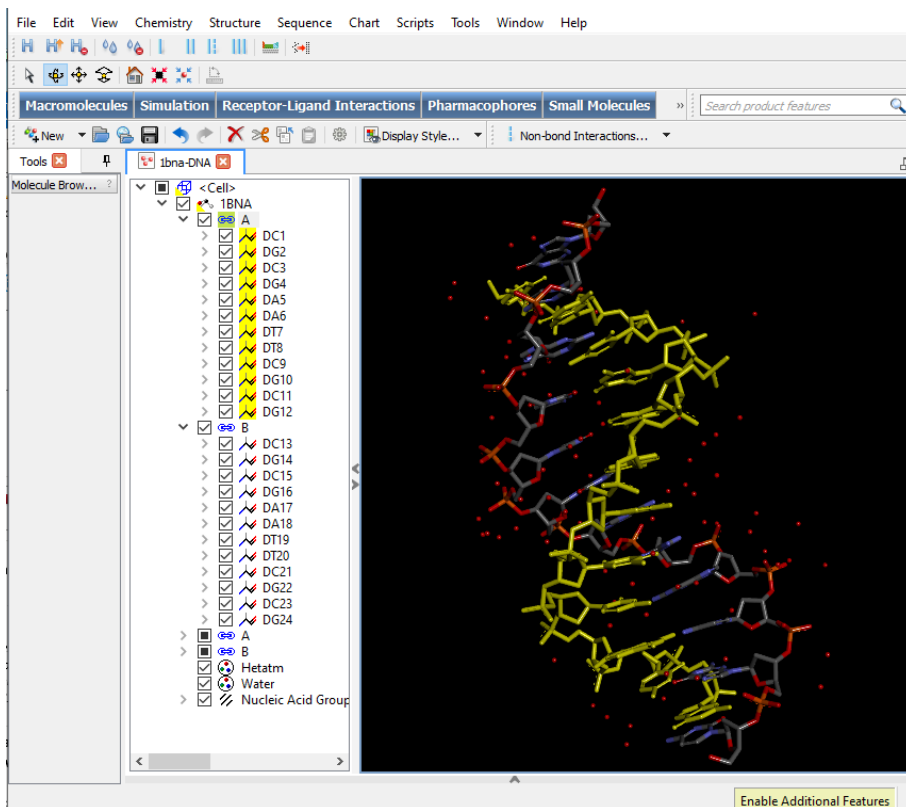 File Edit View Chemistry Structure Sequence Chart Scripts Tools Window Help
Macromolecules Simulation Receptor-Ligand Interactions Pharmacophores Small Molecules » Search product features
New Display Style... Non-bond Interactions...
Tools 1bna-DNA
Molecule Brow... ?
<Cell>
1BNA
A
DC1
DG2
DC3
DG4
DA5
DA6
DT7
DT8
DC9
DG10
DC11
DG12
B
DC13
DG14
DC15
DG16
DA17
DA18
DT19
DT20
DC21
DG22
DC23
DG24
A
B
Hetatm
Water
Nucleic Acid Group
Enable Additional Features